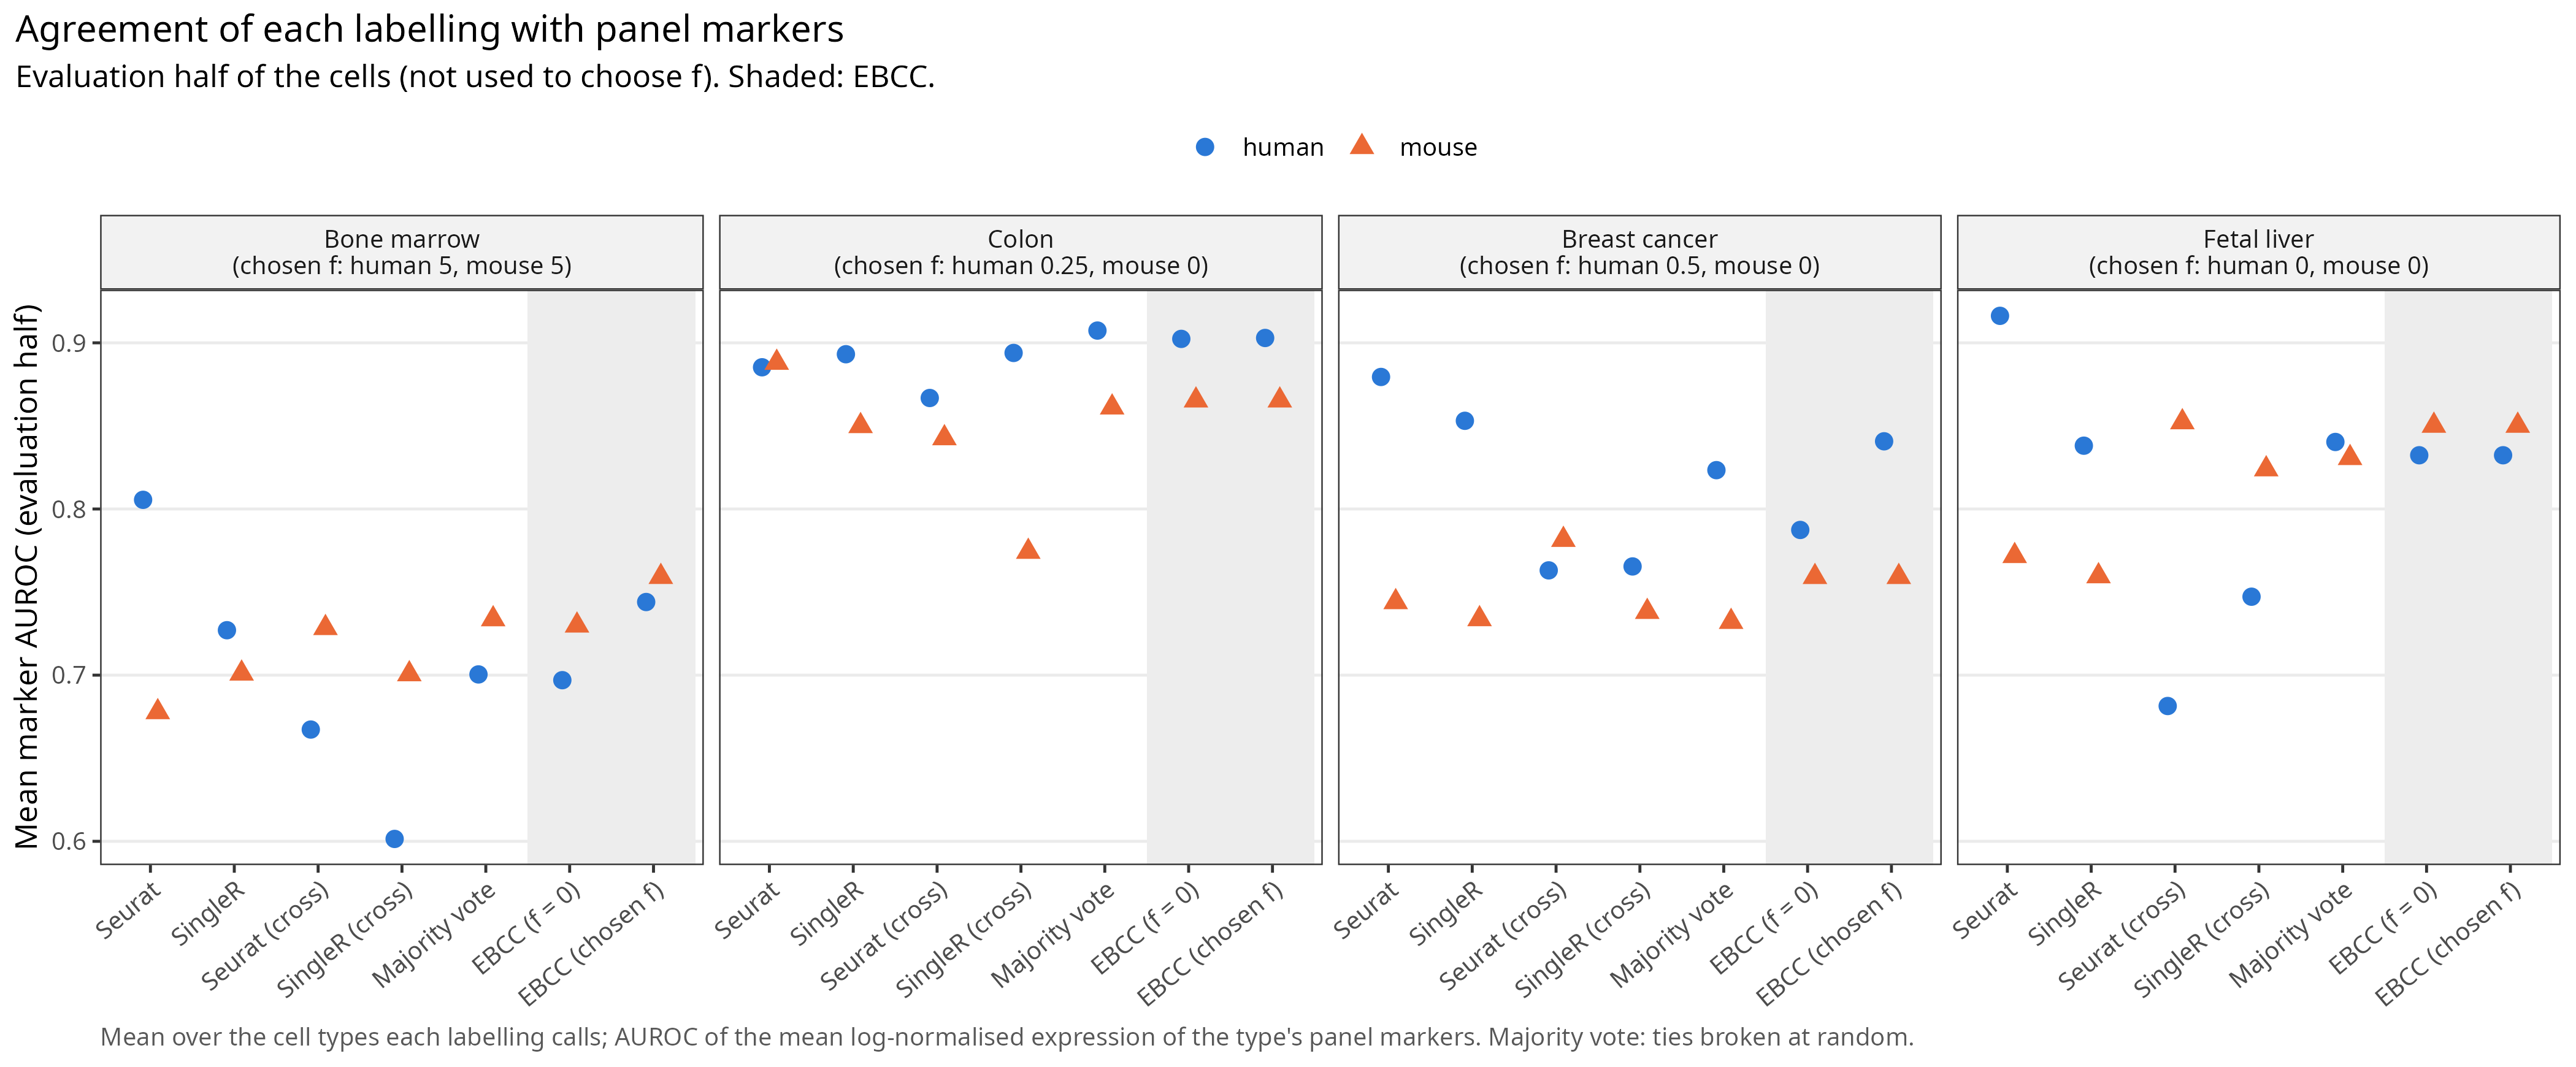 Agreement of each labelling with panel markers
Evaluation half of the cells (not used to choose f). Shaded: EBCC.
human mouse
Bone marrow
(chosen f: human 5, mouse 5)
Colon
(chosen f: human 0.25, mouse 0)
Breast cancer
(chosen f: human 0.5, mouse 0)
Fetal liver
(chosen f: human 0, mouse 0)
Mean marker AUROC (evaluation half)
0.9
0.8
0.7
0.6
Seurat
SingleR
Seurat (cross)
SingleR (cross)
Majority vote
EBCC (f = 0)
EBCC (chosen f)
Seurat
SingleR
Seurat (cross)
SingleR (cross)
Majority vote
EBCC (f = 0)
EBCC (chosen f)
Seurat
SingleR
Seurat (cross)
SingleR (cross)
Majority vote
EBCC (f = 0)
EBCC (chosen f)
Seurat
SingleR
Seurat (cross)
SingleR (cross)
Majority vote
EBCC (f = 0)
EBCC (chosen f)
Mean over the cell types each labelling calls; AUROC of the mean log-normalised expression of the type's panel markers. Majority vote: ties broken at random.